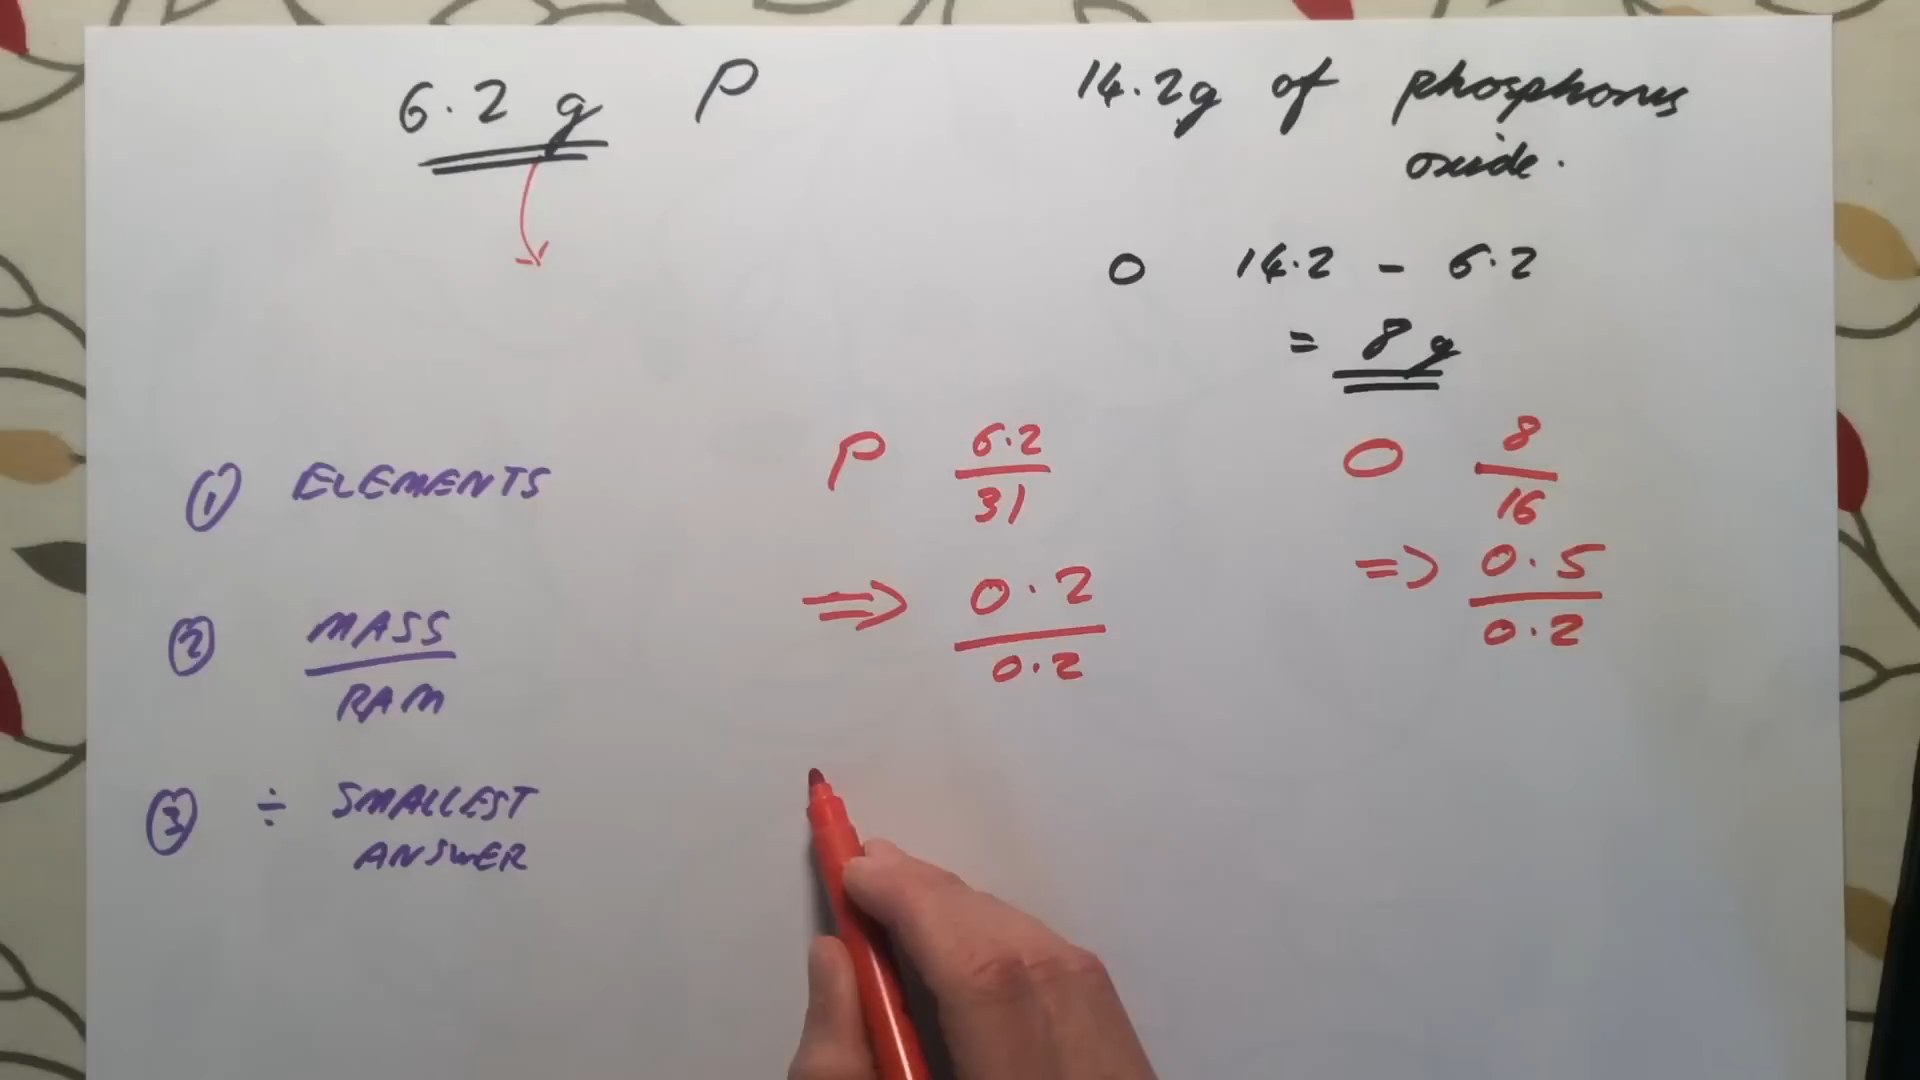 6.2 g P
14.2g of phosphorus
oxide.
O 14.2 - 6.2
= 8g
① ELEMENTS
P 6.2/31
O 8/16
② MASS/RAM
⇒ 0.2/0.2
⇒ 0.5/0.2
③ ÷ SMALLEST
ANSWER